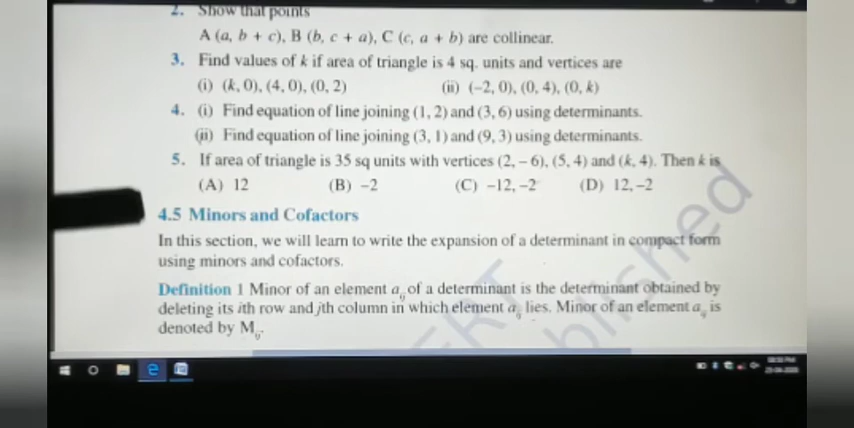 2. Show that points
A (a, b + c), B (b, c + a), C (c, a + b) are collinear.
3. Find values of k if area of triangle is 4 sq. units and vertices are
(i) (k, 0), (4, 0), (0, 2) (ii) (−2, 0), (0, 4), (0, k)
4. (i) Find equation of line joining (1, 2) and (3, 6) using determinants.
(ii) Find equation of line joining (3, 1) and (9, 3) using determinants.
5. If area of triangle is 35 sq units with vertices (2, − 6), (5, 4) and (k, 4). Then k is
(A) 12 (B) −2 (C) −12, −2 (D) 12, −2
4.5 Minors and Cofactors
In this section, we will learn to write the expansion of a determinant in compact form
using minors and cofactors.
Definition 1 Minor of an element aij of a determinant is the determinant obtained by
deleting its ith row and jth column in which element aij lies. Minor of an element aij is
denoted by Mij.